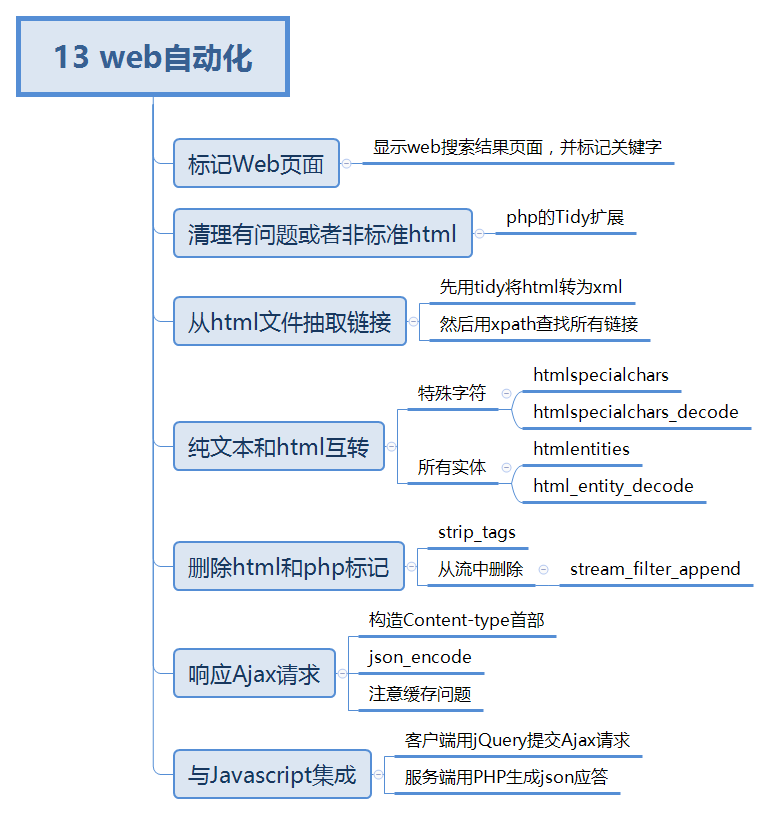 13 web自动化
标记Web页面
显示web搜索结果页面，并标记关键字
清理有问题或者非标准html
php的Tidy扩展
从html文件抽取链接
先用tidy将html转为xml
然后用xpath查找所有链接
纯文本和html互转
特殊字符
htmlspecialchars
htmlspecialchars_decode
所有实体
htmlentities
html_entity_decode
删除html和php标记
strip_tags
从流中删除
stream_filter_append
响应Ajax请求
构造Content-type首部
json_encode
注意缓存问题
与Javascript集成
客户端用jQuery提交Ajax请求
服务端用PHP生成json应答